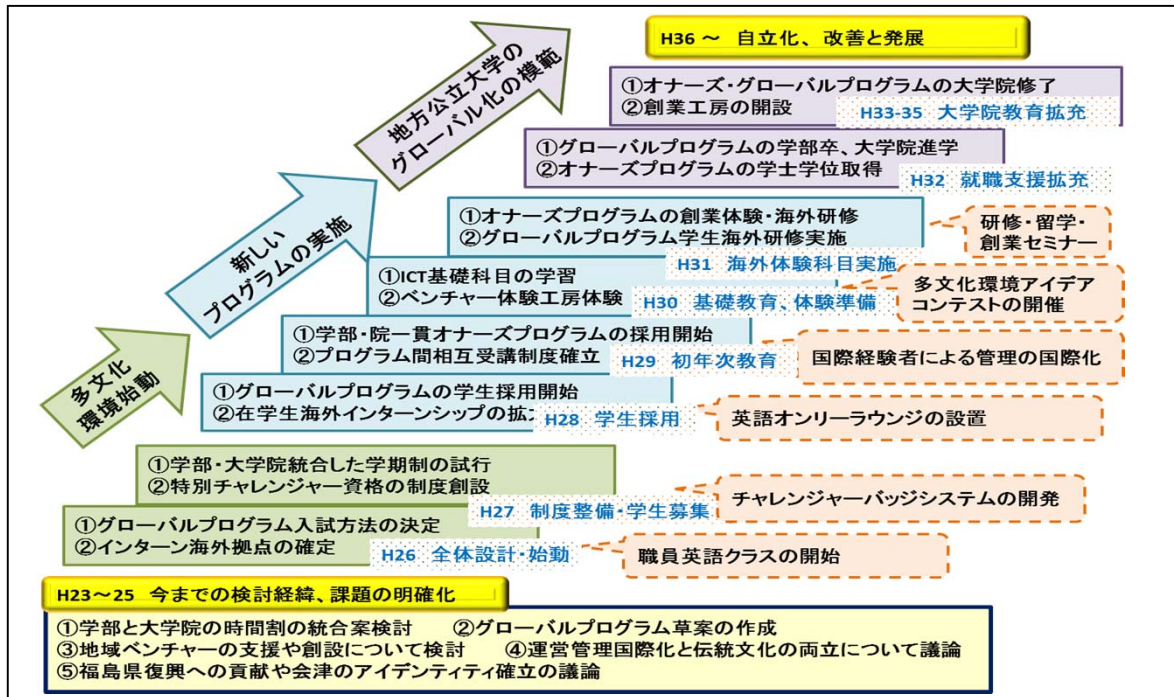 H36～ 自立化、改善と発展
地方公立大学の
グローバル化の模範
①オナーズ・グローバルプログラムの大学院修了
②創業工房の開設
H33-35 大学院教育拡充
①グローバルプログラムの学部卒、大学院進学
②オナーズプログラムの学士学位取得
H32 就職支援拡充
新しい
プログラムの実施
①オナーズプログラムの創業体験・海外研修
②グローバルプログラム学生海外研修実施
H31 海外体験科目実施
研修・留学・
創業セミナー
①ICT基礎科目の学習
②ベンチャー体験工房体験
H30 基礎教育、体験準備
多文化環境アイデア
コンテストの開催
①学部・院一貫オナーズプログラムの採用開始
②プログラム間相互受講制度確立
H29 初年次教育
国際経験者による管理の国際化
多文化
環境始動
①グローバルプログラムの学生採用開始
②在学生海外インターンシップの拡
H28 学生採用
英語オンリーラウンジの設置
①学部・大学院統合した学期制の試行
②特別チャレンジャー資格の制度創設
H27 制度整備・学生募集
チャレンジャーバッジシステムの開発
①グローバルプログラム入試方法の決定
②インターン海外拠点の確定
H26 全体設計・始動
職員英語クラスの開始
H23～25 今までの検討経緯、課題の明確化
①学部と大学院の時間割の統合案検討 ②グローバルプログラム草案の作成
③地域ベンチャーの支援や創設について検討 ④運営管理国際化と伝統文化の両立について議論
⑤福島県復興への貢献や会津のアイデンティティ確立の議論